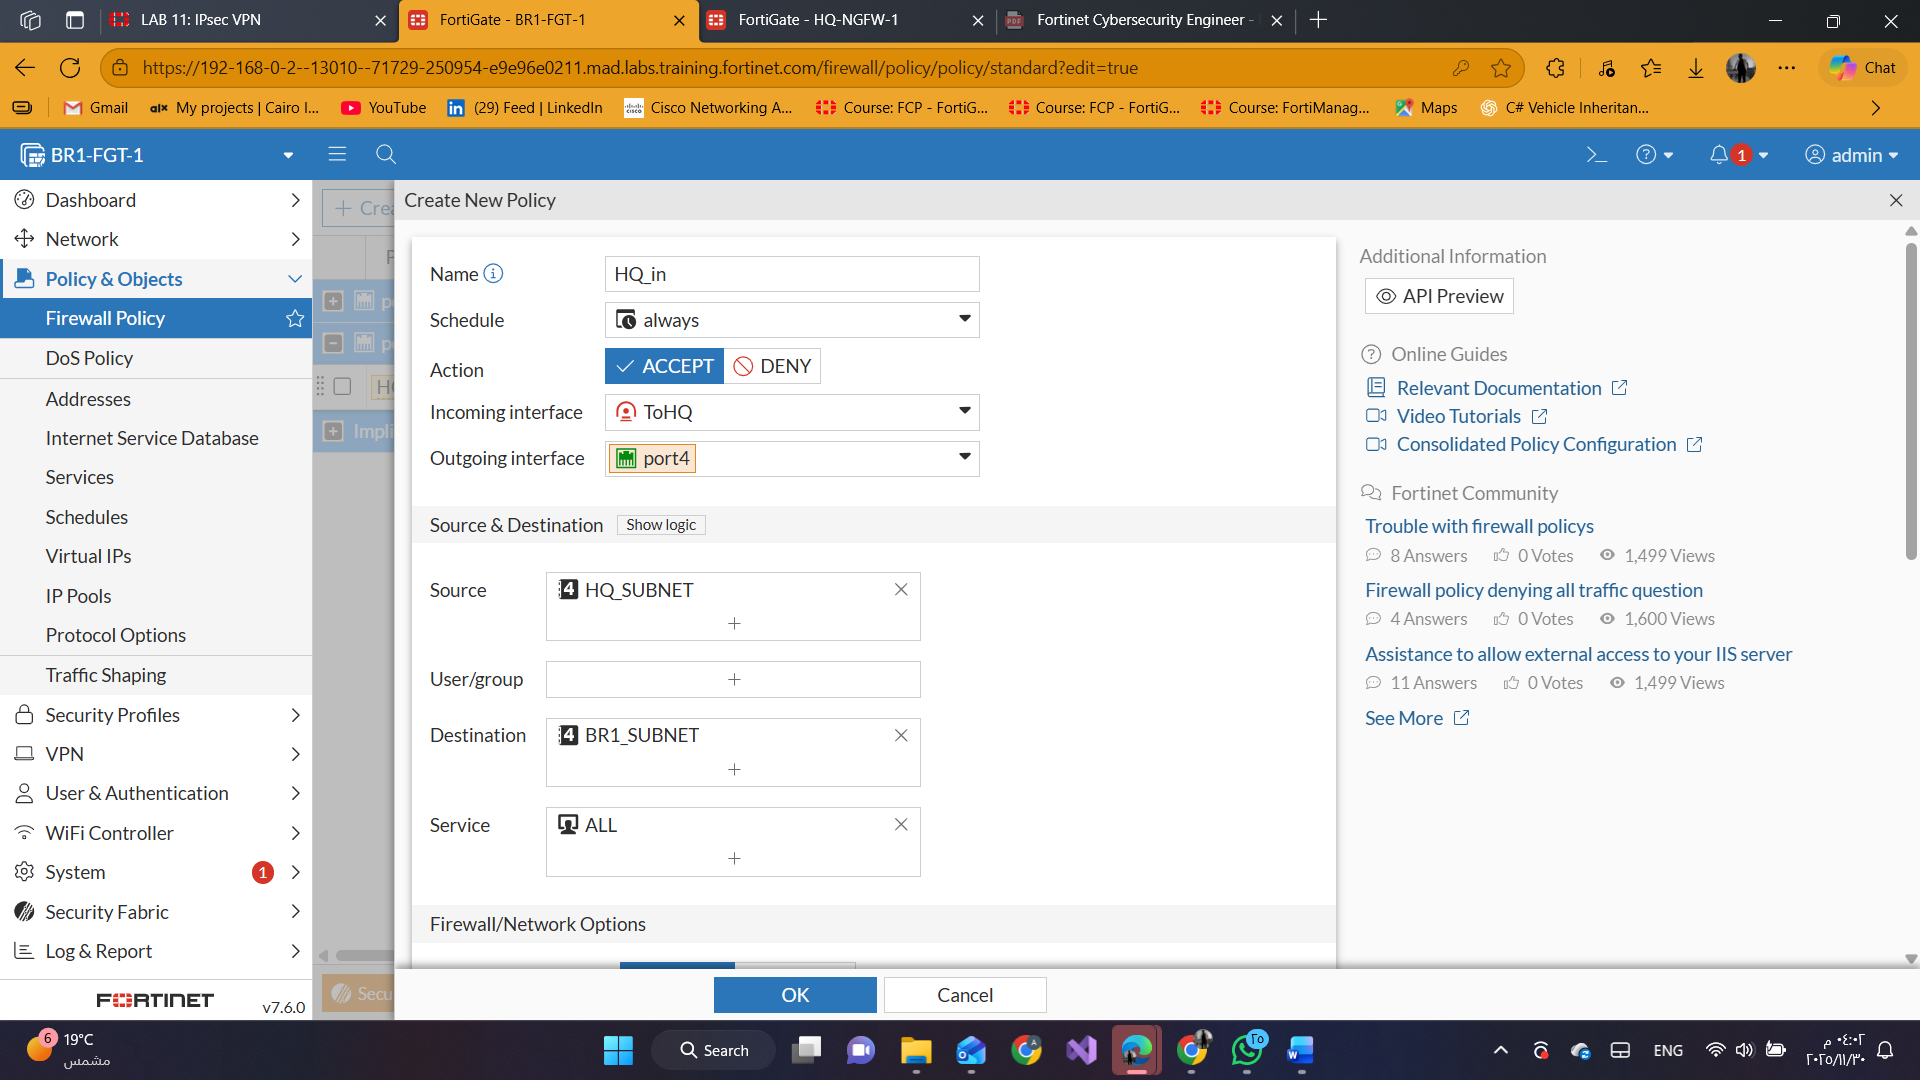 LAB 11: IPsec VPN
FortiGate - BR1-FGT-1
FortiGate - HQ-NGFW-1
Fortinet Cybersecurity Engineer -
https://192-168-0-2--13010--71729-250954-e9e96e0211.mad.labs.training.fortinet.com/firewall/policy/policy/standard?edit=true
Chat
Gmail
My projects | Cairo I...
YouTube
(29) Feed | LinkedIn
Cisco Networking A...
Course: FCP - FortiG...
Course: FCP - FortiG...
Course: FortiManag...
Maps
C# Vehicle Inheritan...
BR1-FGT-1
1
admin
Dashboard
Network
Policy & Objects
Firewall Policy
DoS Policy
Addresses
Internet Service Database
Services
Schedules
Virtual IPs
IP Pools
Protocol Options
Traffic Shaping
Security Profiles
VPN
User & Authentication
WiFi Controller
System
1
Security Fabric
Log & Report
FORTINET
v7.6.0
Create New Policy
Name
HQ_in
Schedule
always
Action
ACCEPT
DENY
Incoming interface
ToHQ
Outgoing interface
port4
Source & Destination
Show logic
Source
4 HQ_SUBNET
User/group
Destination
4 BR1_SUBNET
Service
ALL
Firewall/Network Options
OK
Cancel
Additional Information
API Preview
Online Guides
Relevant Documentation
Video Tutorials
Consolidated Policy Configuration
Fortinet Community
Trouble with firewall policys
8 Answers 0 Votes 1,499 Views
Firewall policy denying all traffic question
4 Answers 0 Votes 1,600 Views
Assistance to allow external access to your IIS server
11 Answers 0 Votes 1,499 Views
See More
6
19°C
مشمس
Search
٢٥
ENG
٠٤:٠٢ م
٢٠٢٥/١١/٣٠